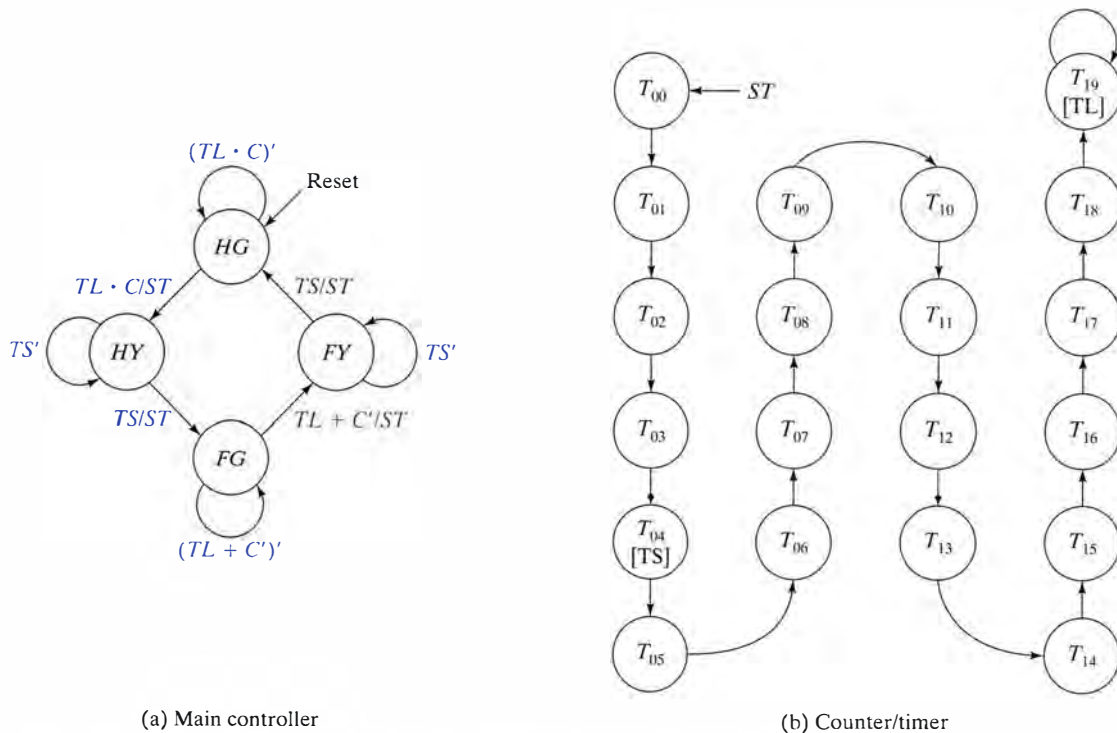 (TL · C)'
Reset
HG
TL · C/ST
TS/ST
TS'
HY
FY
TS'
TS/ST
TL + C'/ST
FG
(TL + C')'
(a) Main controller
T00
ST
T01
T02
T03
T04
[TS]
T05
T06
T07
T08
T09
T10
T11
T12
T13
T14
T15
T16
T17
T18
T19
[TL]
(b) Counter/timer